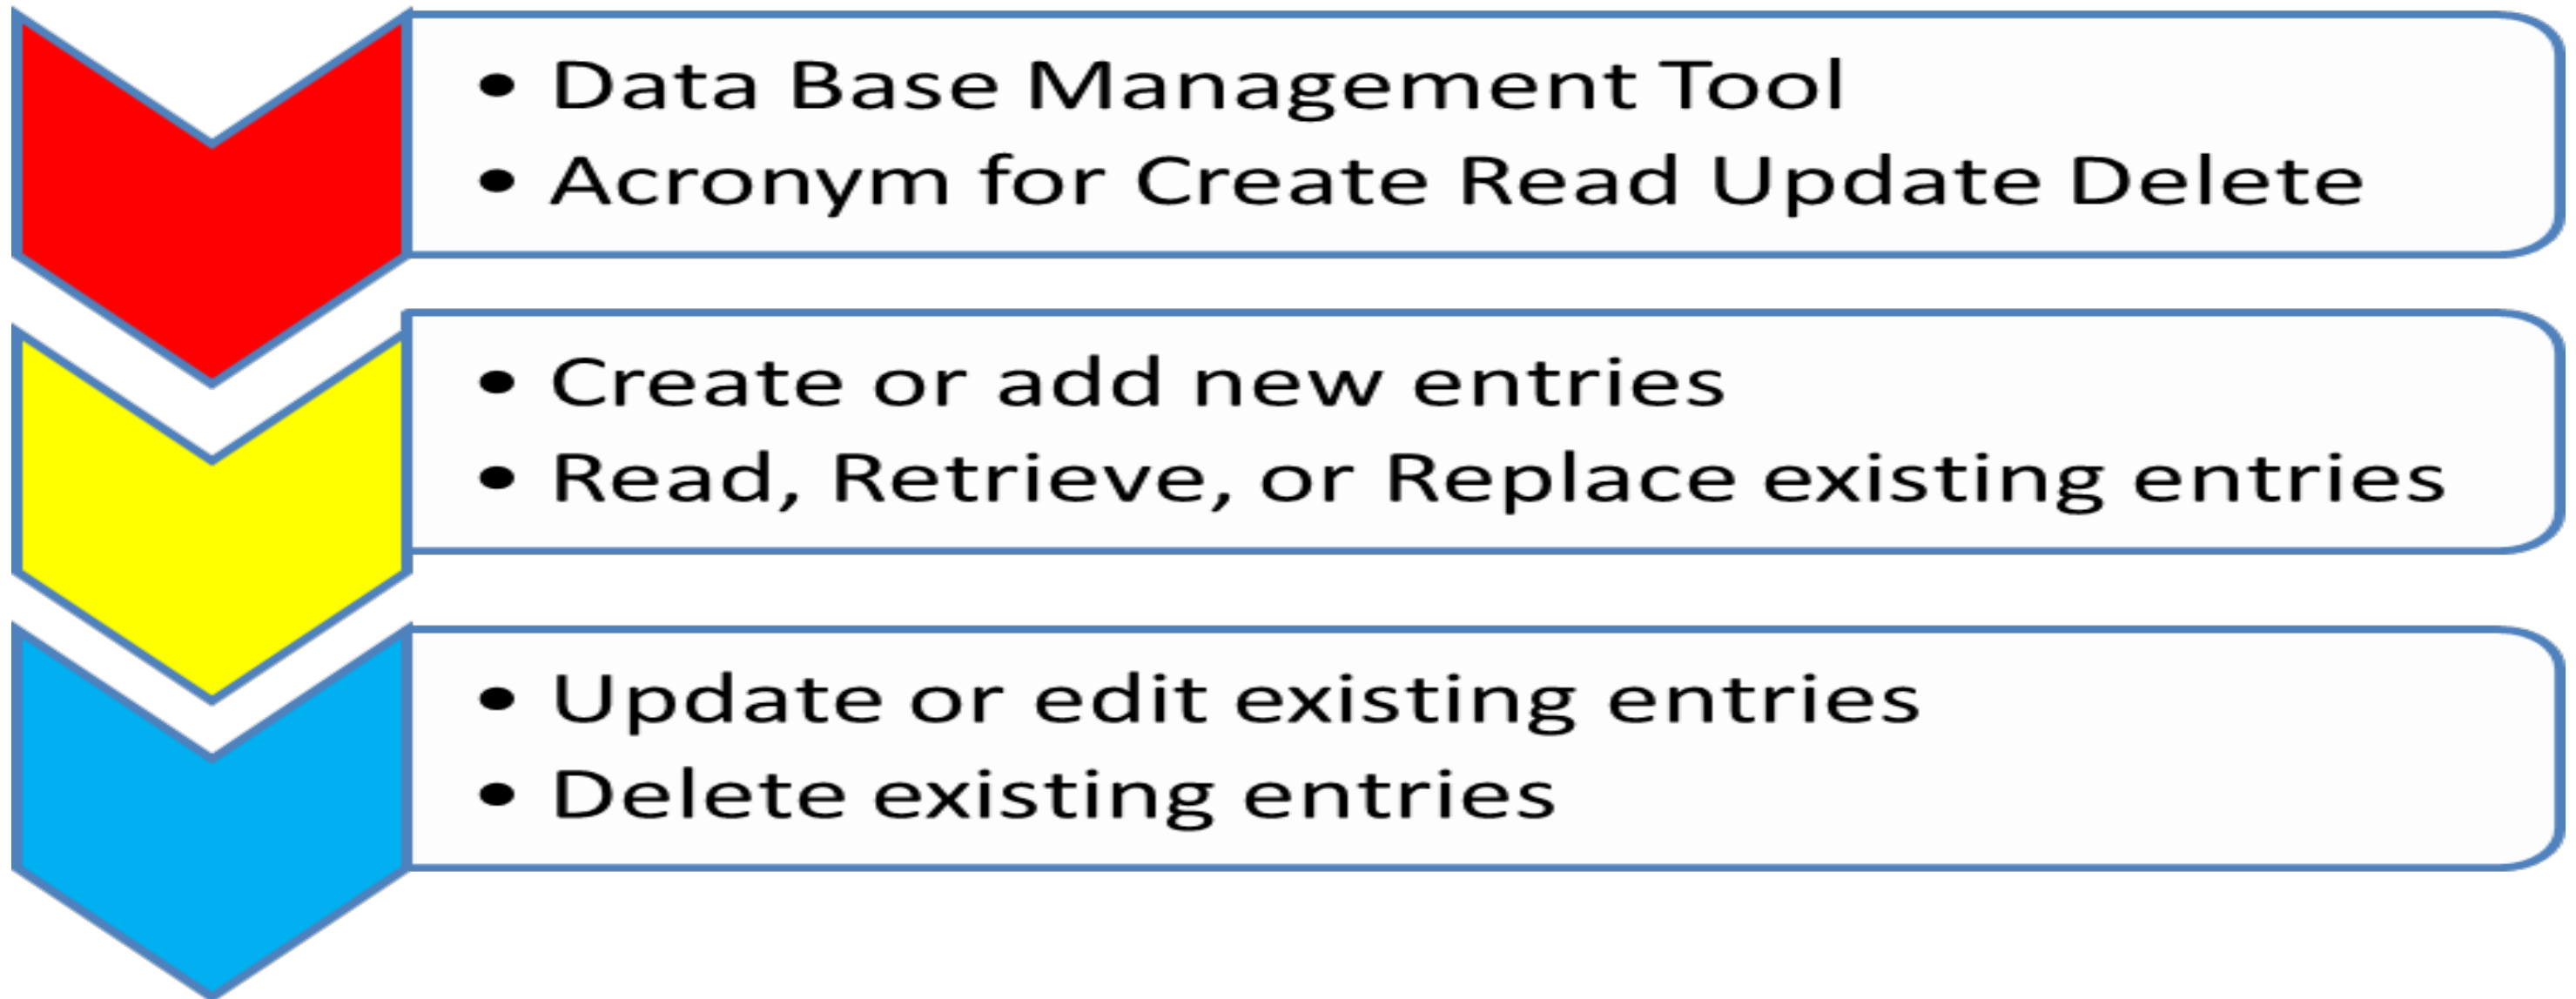 • Data Base Management Tool
• Acronym for Create Read Update Delete
• Create or add new entries
• Read, Retrieve, or Replace existing entries
• Update or edit existing entries
• Delete existing entries